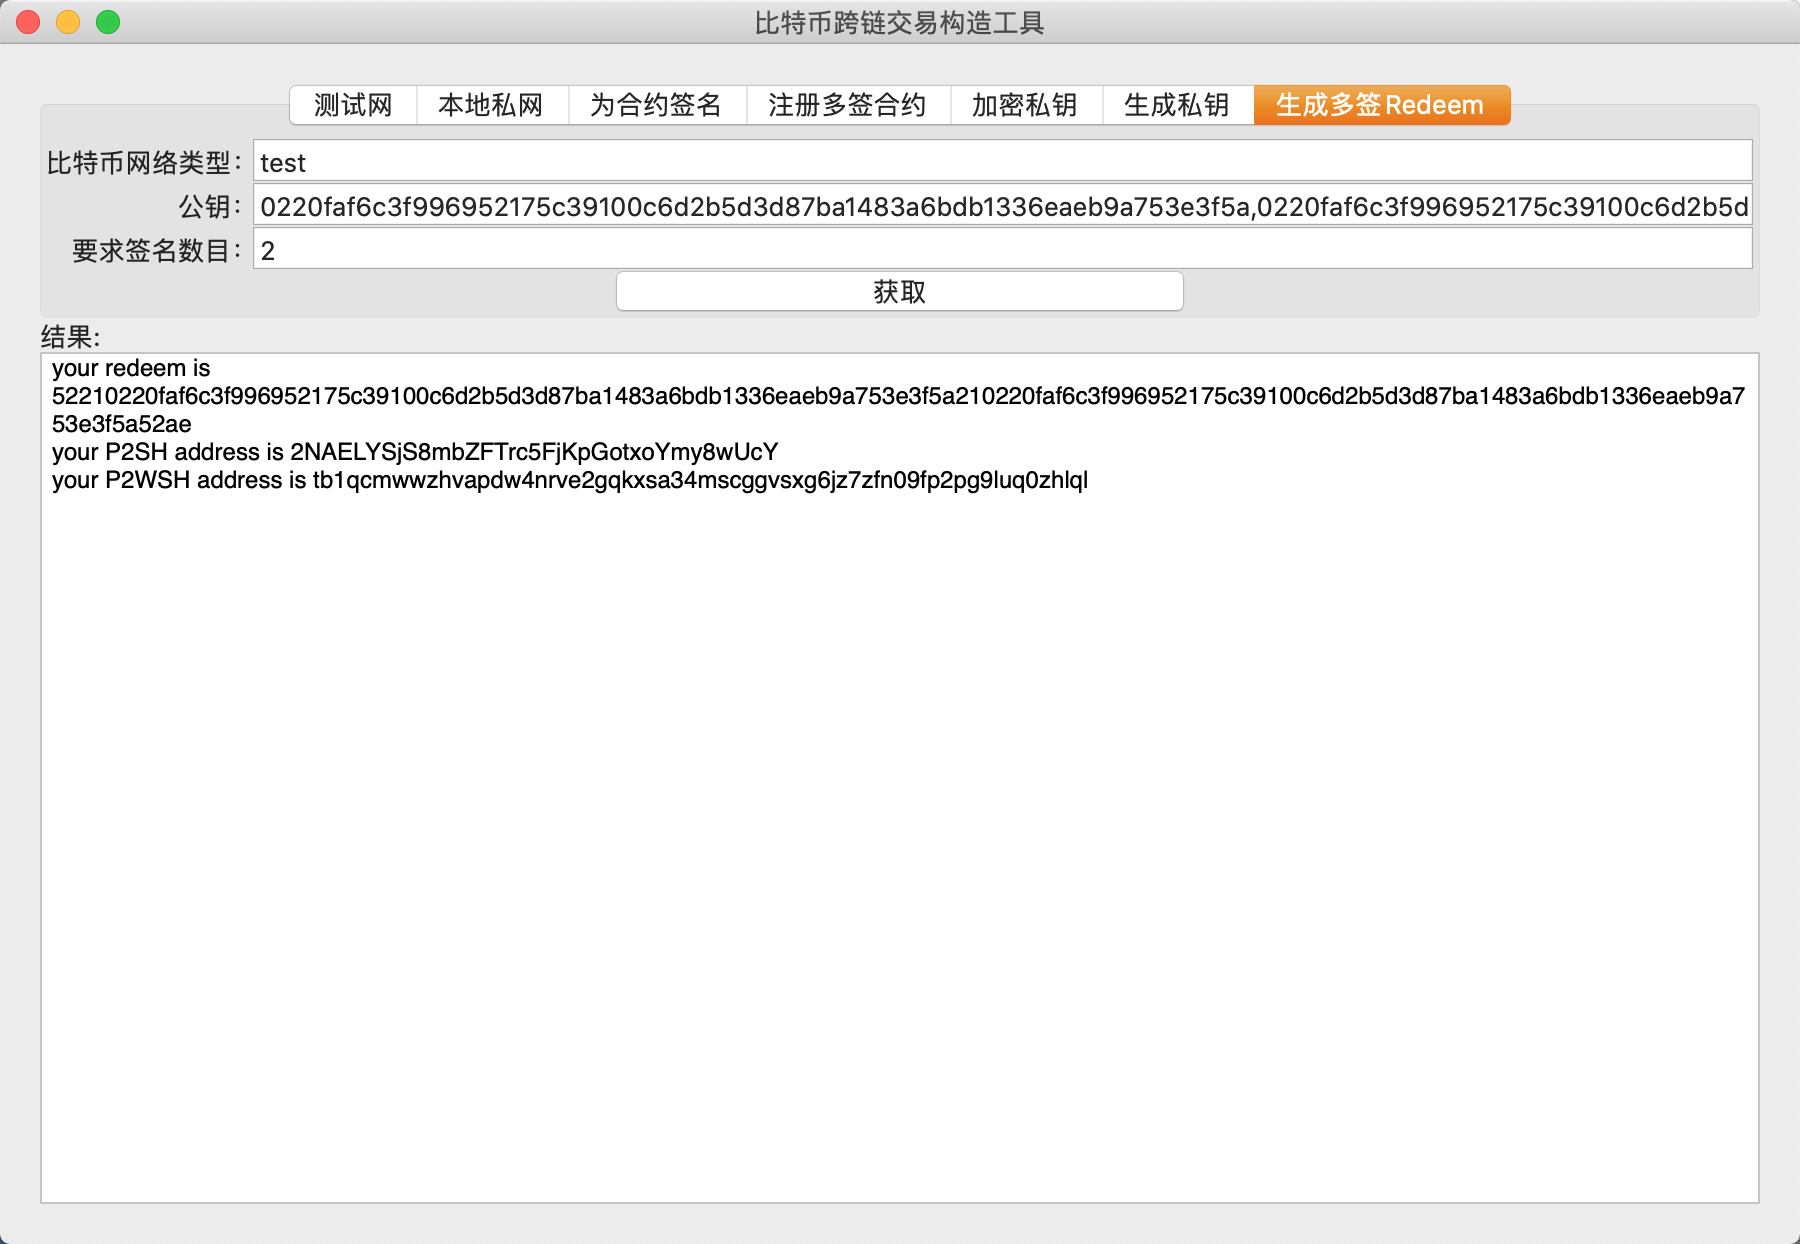 比特币跨链交易构造工具
测试网 本地私网 为合约签名 注册多签合约 加密私钥 生成私钥 生成多签Redeem
比特币网络类型: test
公钥: 0220faf6c3f996952175c39100c6d2b5d3d87ba1483a6bdb1336eaeb9a753e3f5a,0220faf6c3f996952175c39100c6d2b5d
要求签名数目: 2
获取
结果:
your redeem is
52210220faf6c3f996952175c39100c6d2b5d3d87ba1483a6bdb1336eaeb9a753e3f5a210220faf6c3f996952175c39100c6d2b5d3d87ba1483a6bdb1336eaeb9a7
53e3f5a52ae
your P2SH address is 2NAELYSjS8mbZFTrc5FjKpGotxoYmy8wUcY
your P2WSH address is tb1qcmwwzhvapdw4nrve2gqkxsa34mscggvsxg6jz7zfn09fp2pg9luq0zhlql